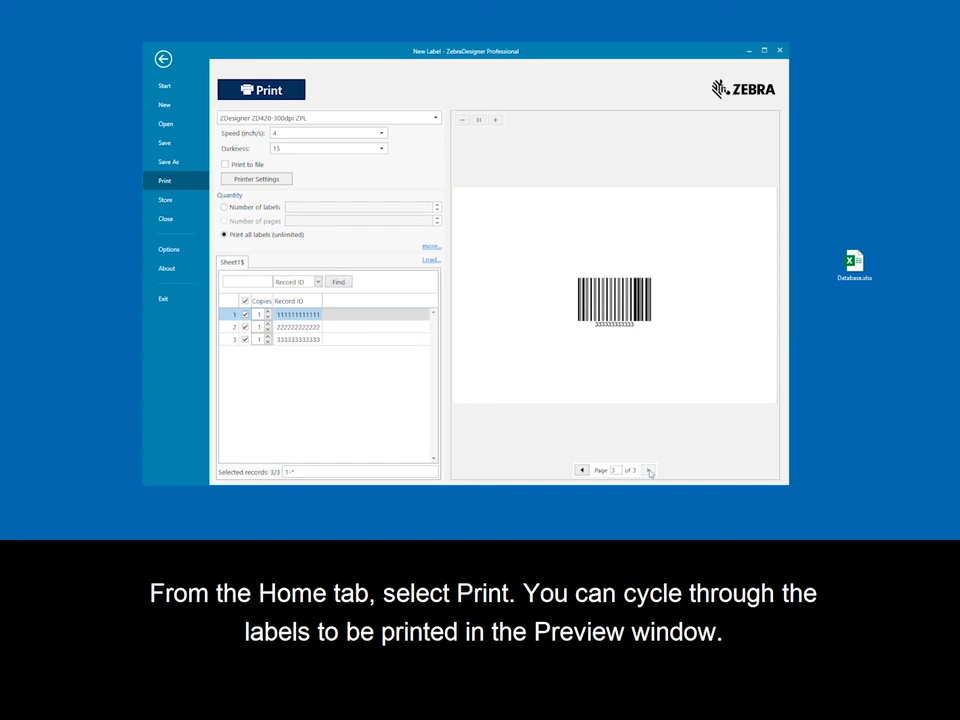 New Label - ZebraDesigner Professional
Start
New
Open
Save
Save As
Print
Store
Close
Options
About
Exit
Print
ZEBRA
ZDesigner ZD420-300dpi ZPL
Speed (inch/s): 4
Darkness: 15
Print to file
Printer Settings
Quantity
Number of labels
Number of pages
Print all labels (unlimited)
more...
Load...
Sheet1$
Record ID Find
Copies Record ID
1 1 111111111111
2 1 222222222222
3 1 333333333333
Selected records: 3/3 1-*
333333333333
Page 3 of 3
Database.xlsx
From the Home tab, select Print. You can cycle through the
labels to be printed in the Preview window.